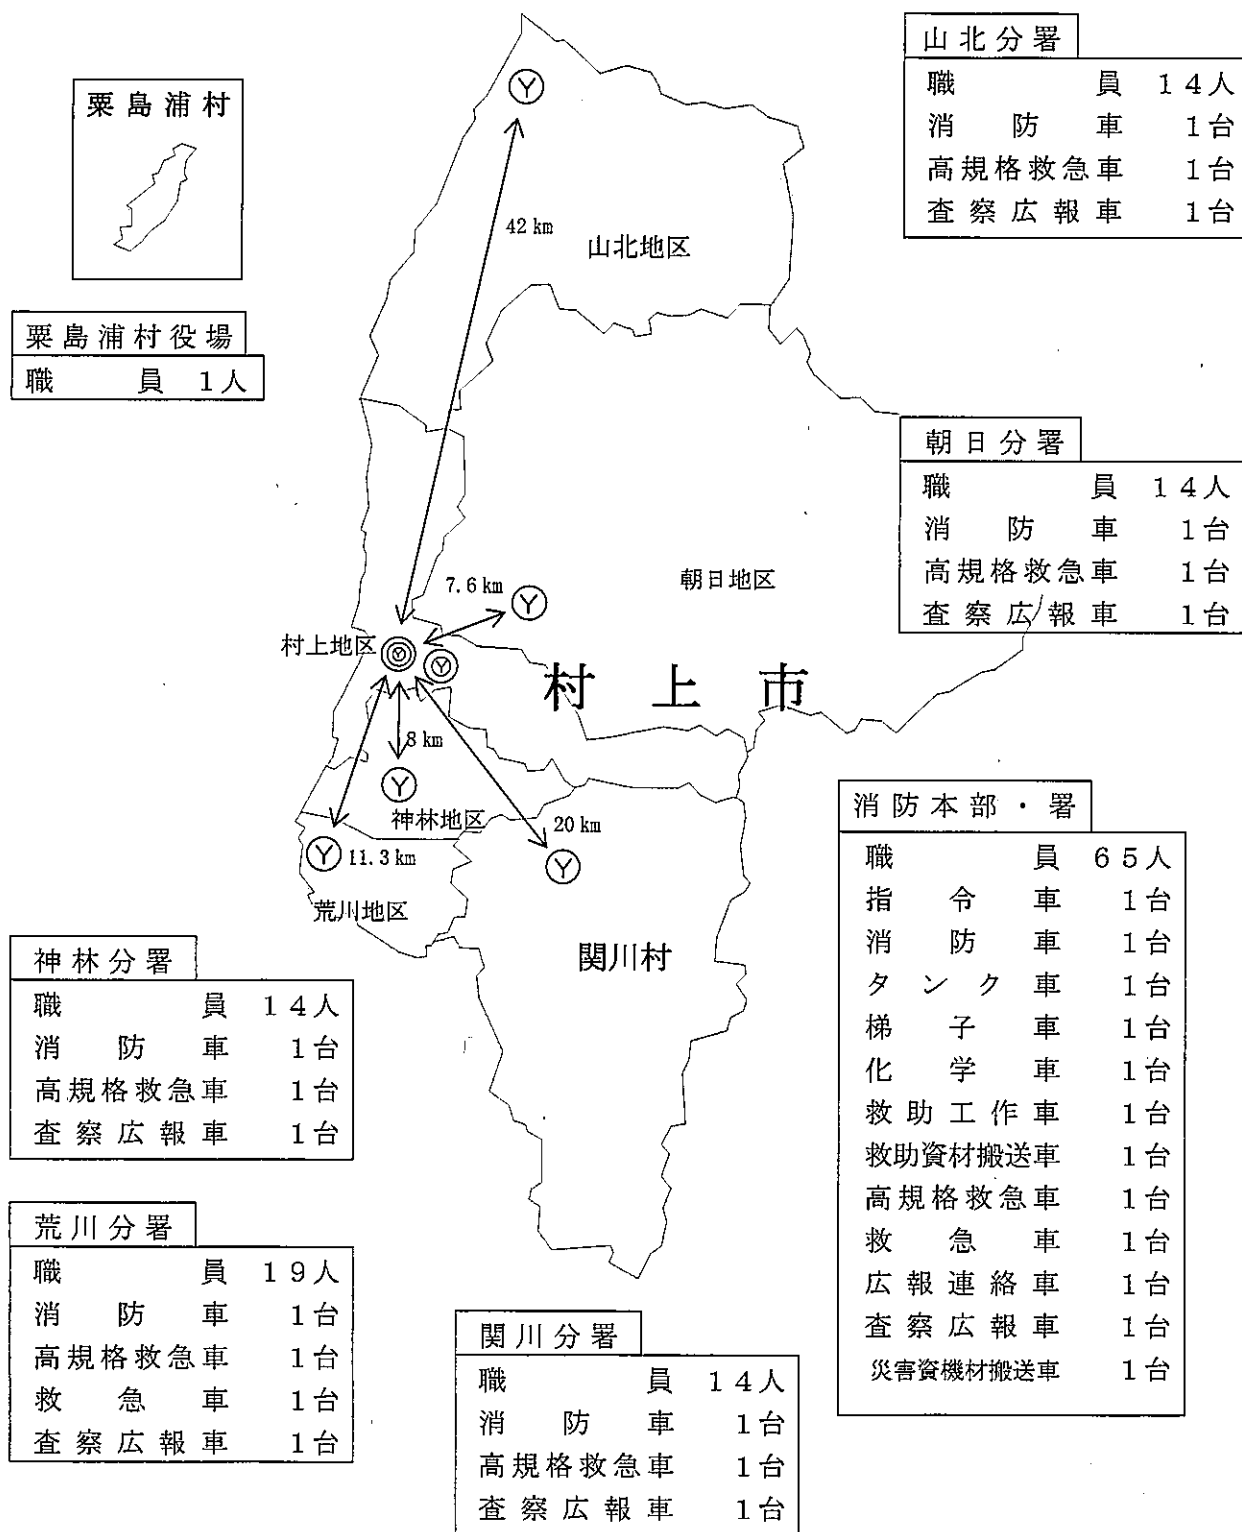 山北分署
職員 14人
消防車 1台
高規格救急車 1台
査察広報車 1台
粟島浦村
粟島浦村役場
職員 1人
42km
山北地区
朝日分署
職員 14人
消防車 1台
高規格救急車 1台
査察広報車 1台
7.6km
朝日地区
村上地区
村上市
8km
神林地区
20km
11.3km
荒川地区
関川村
消防本部・署
職員 65人
指令車 1台
消防車 1台
タンク車 1台
梯子車 1台
化学車 1台
救助工作車 1台
救助資材搬送車 1台
高規格救急車 1台
救急車 1台
広報連絡車 1台
査察広報車 1台
災害資機材搬送車 1台
神林分署
職員 14人
消防車 1台
高規格救急車 1台
査察広報車 1台
荒川分署
職員 19人
消防車 1台
高規格救急車 1台
救急車 1台
査察広報車 1台
関川分署
職員 14人
消防車 1台
高規格救急車 1台
査察広報車 1台